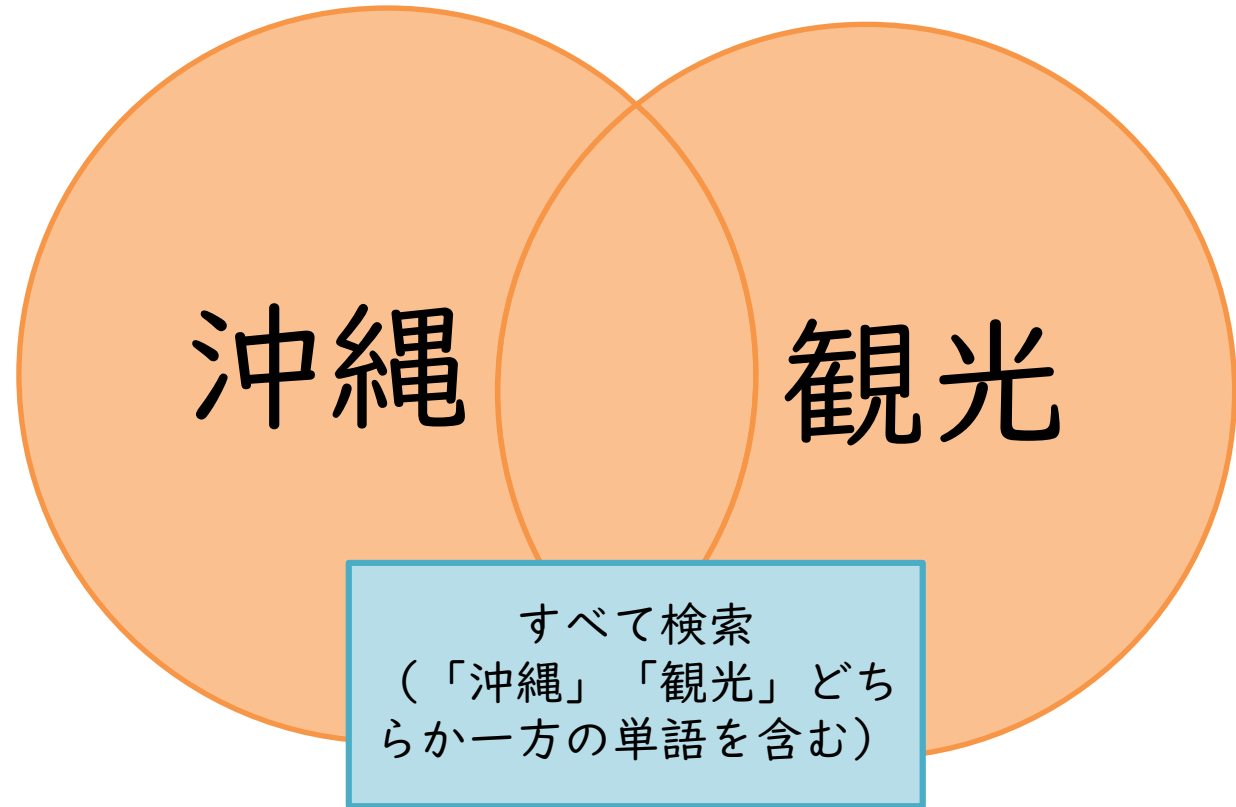 沖縄
観光
すべて検索
（「沖縄」「観光」どち
らか一方の単語を含む）